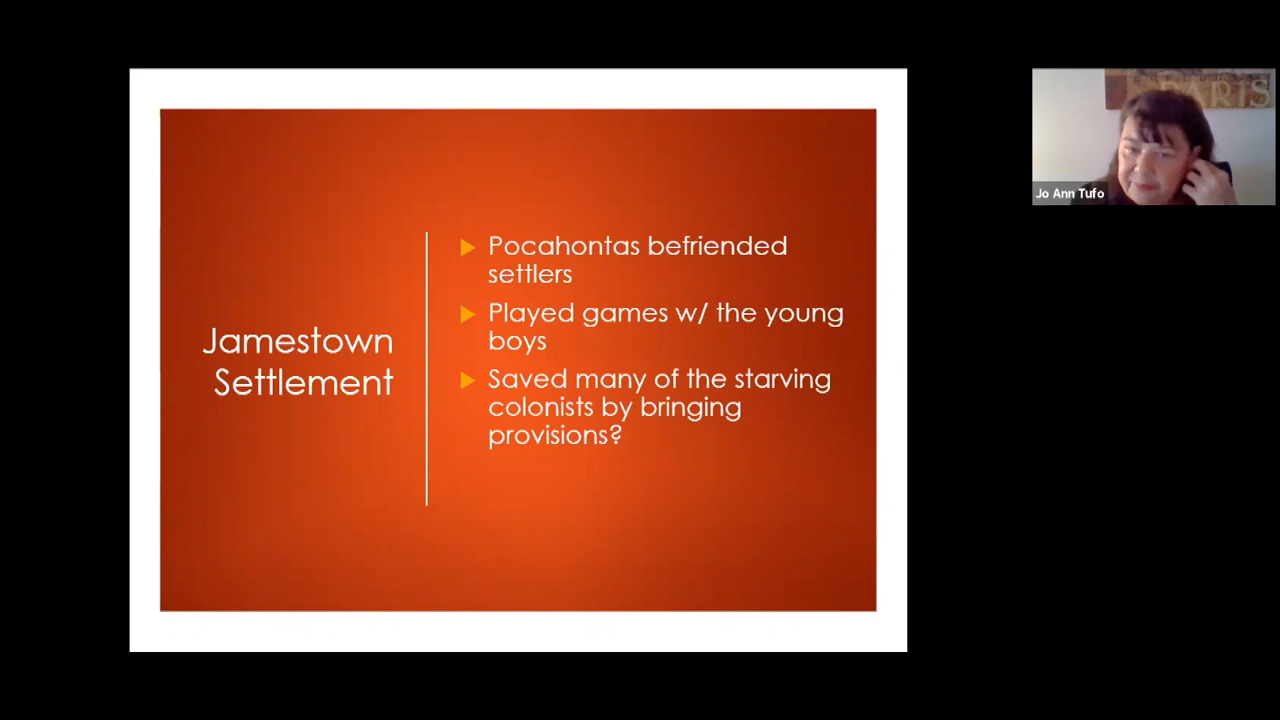 Jamestown
Settlement
Pocahontas befriended
settlers
Played games w/ the young
boys
Saved many of the starving
colonists by bringing
provisions?
PARIS
Jo Ann Tufo